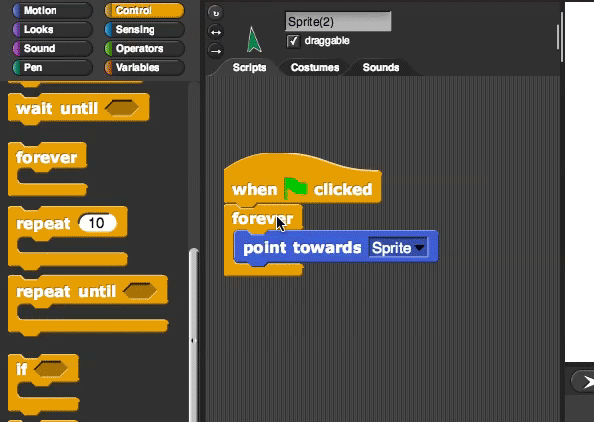 Motion Control
Looks Sensing
Sound Operators
Pen Variables
wait until
forever
repeat 10
repeat until
if
Sprite(2)
draggable
Scripts Costumes Sounds
when clicked
forever
point towards Sprite